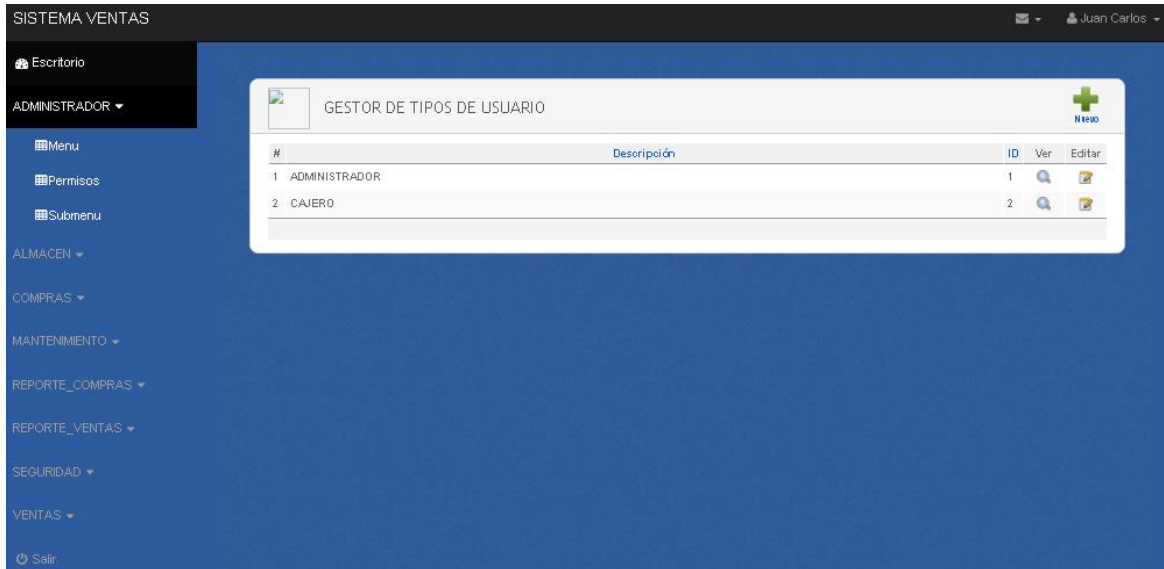 SISTEMA VENTAS
Juan Carlos
Escritorio
ADMINISTRADOR
Menu
Permisos
Submenu
ALMACEN
COMPRAS
MANTENIMIENTO
REPORTE_COMPRAS
REPORTE_VENTAS
SEGURIDAD
VENTAS
Salir
GESTOR DE TIPOS DE USUARIO
Nuevo
# Descripción ID Ver Editar
1 ADMINISTRADOR 1
2 CAJERO 2